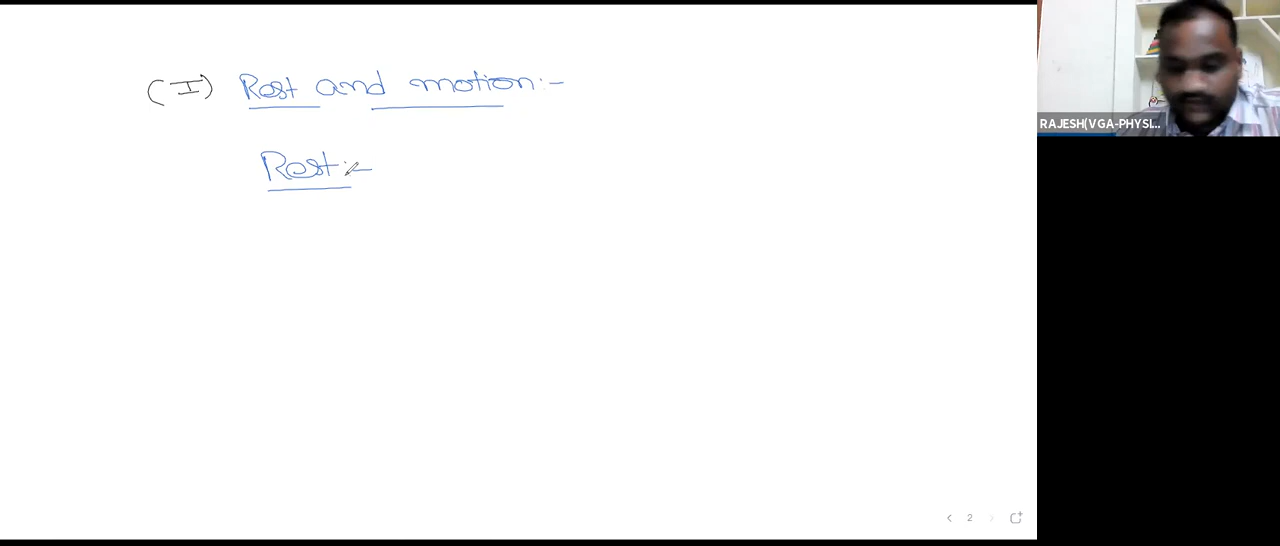 (I) Rest and motion:-
Rest:-
RAJESH(VGA-PHYSI...
2